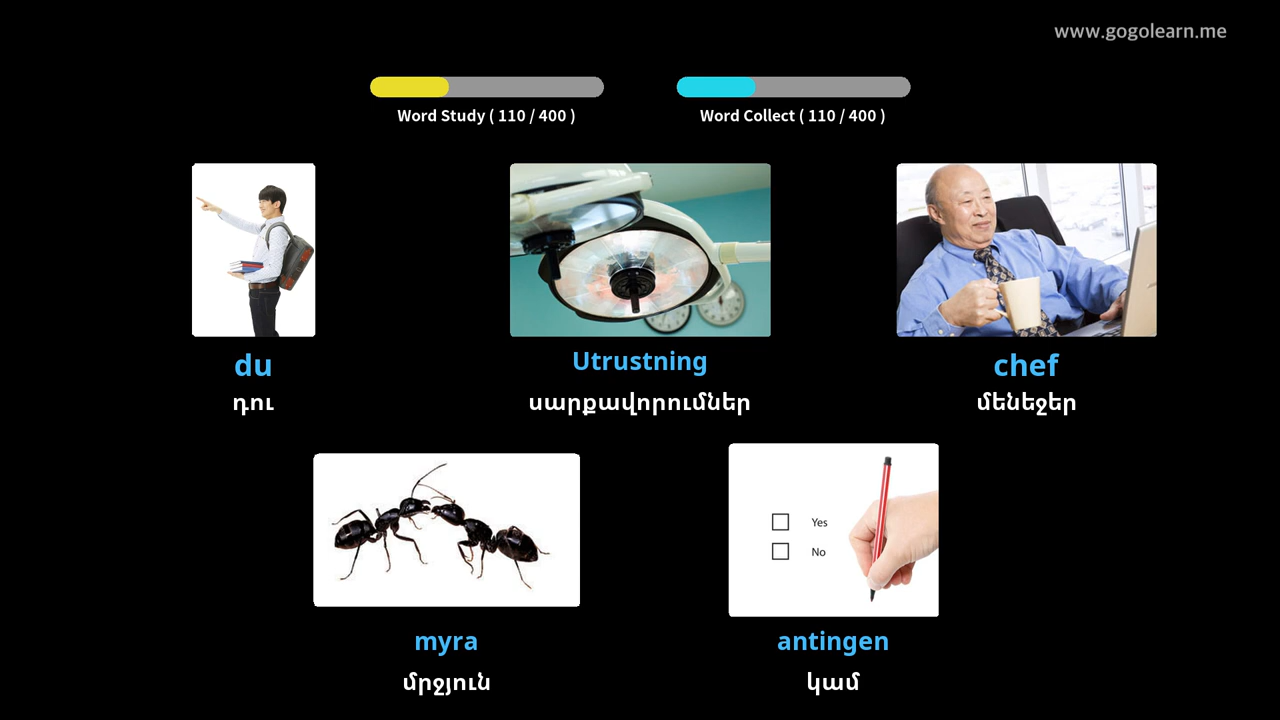 www.gogolearn.me
Word Study ( 110 / 400 )
Word Collect ( 110 / 400 )
du
դու
Utrustning
սարքավորումներ
chef
մենեջեր
Yes
No
myra
մրջյուն
antingen
կամ